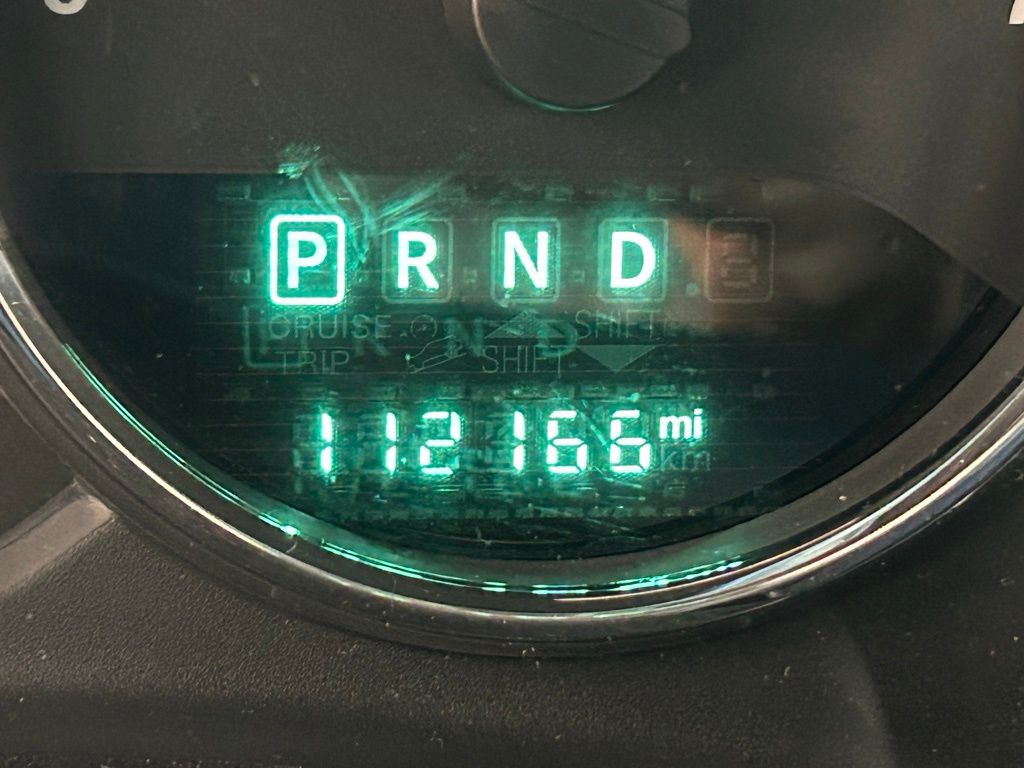 P R N D
CRUISE SHIFT
TRIP SHIFT
112166 mi
km